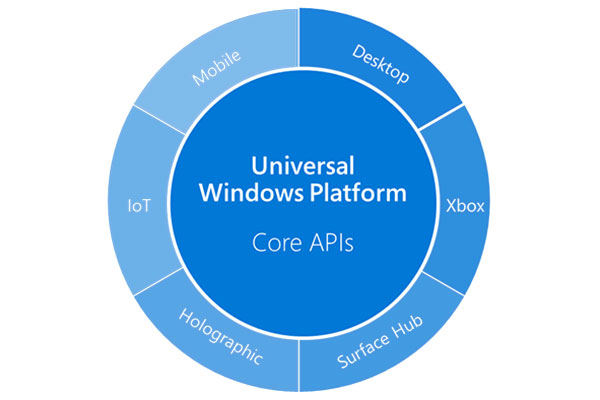 Mobile
Desktop
Universal
Windows Platform
IoT
Xbox
Core APIs
Holographic
Surface Hub